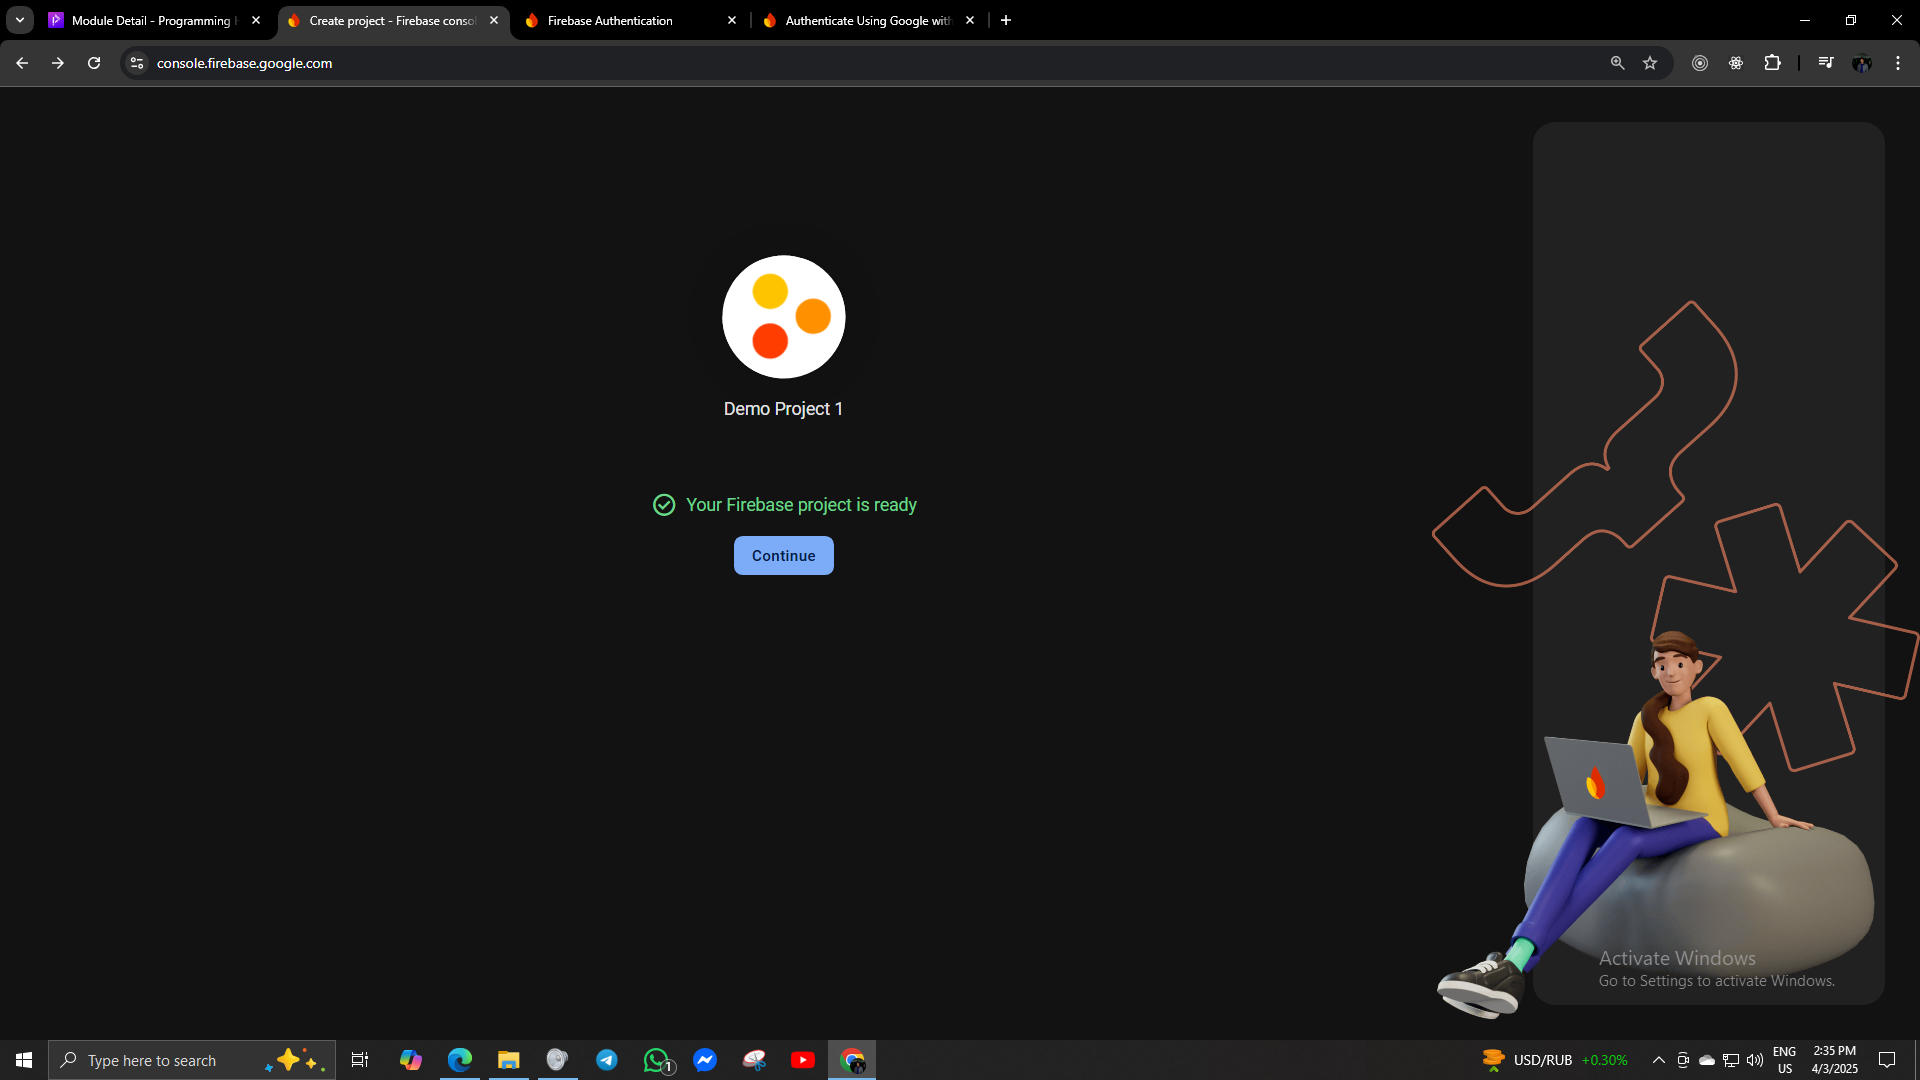 Module Detail - Programming H
Create project - Firebase conso
Firebase Authentication
Authenticate Using Google with
console.firebase.google.com
Demo Project 1
Your Firebase project is ready
Continue
Activate Windows
Go to Settings to activate Windows.
Type here to search
1
USD/RUB +0.30%
ENG
US
2:35 PM
4/3/2025